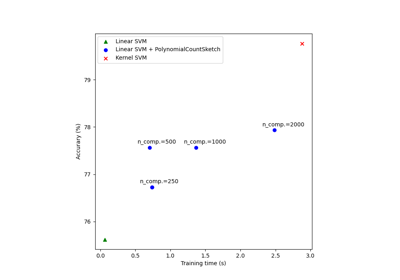 Linear SVM
Linear SVM + PolynomialCountSketch
Kernel SVM
79
78
77
76
Accurary (%)
n_comp.=2000
n_comp.=500
n_comp.=1000
n_comp.=250
0.0
0.5
1.0
1.5
2.0
2.5
3.0
Training time (s)